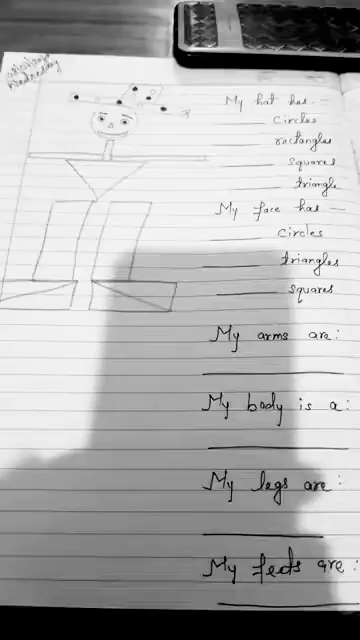 Wednesday
My hat has -
circles
rectangles
squares
triangle
My face has -
circles
triangles
squares
My arms are:
My body is a:
My legs are:
My feets are: